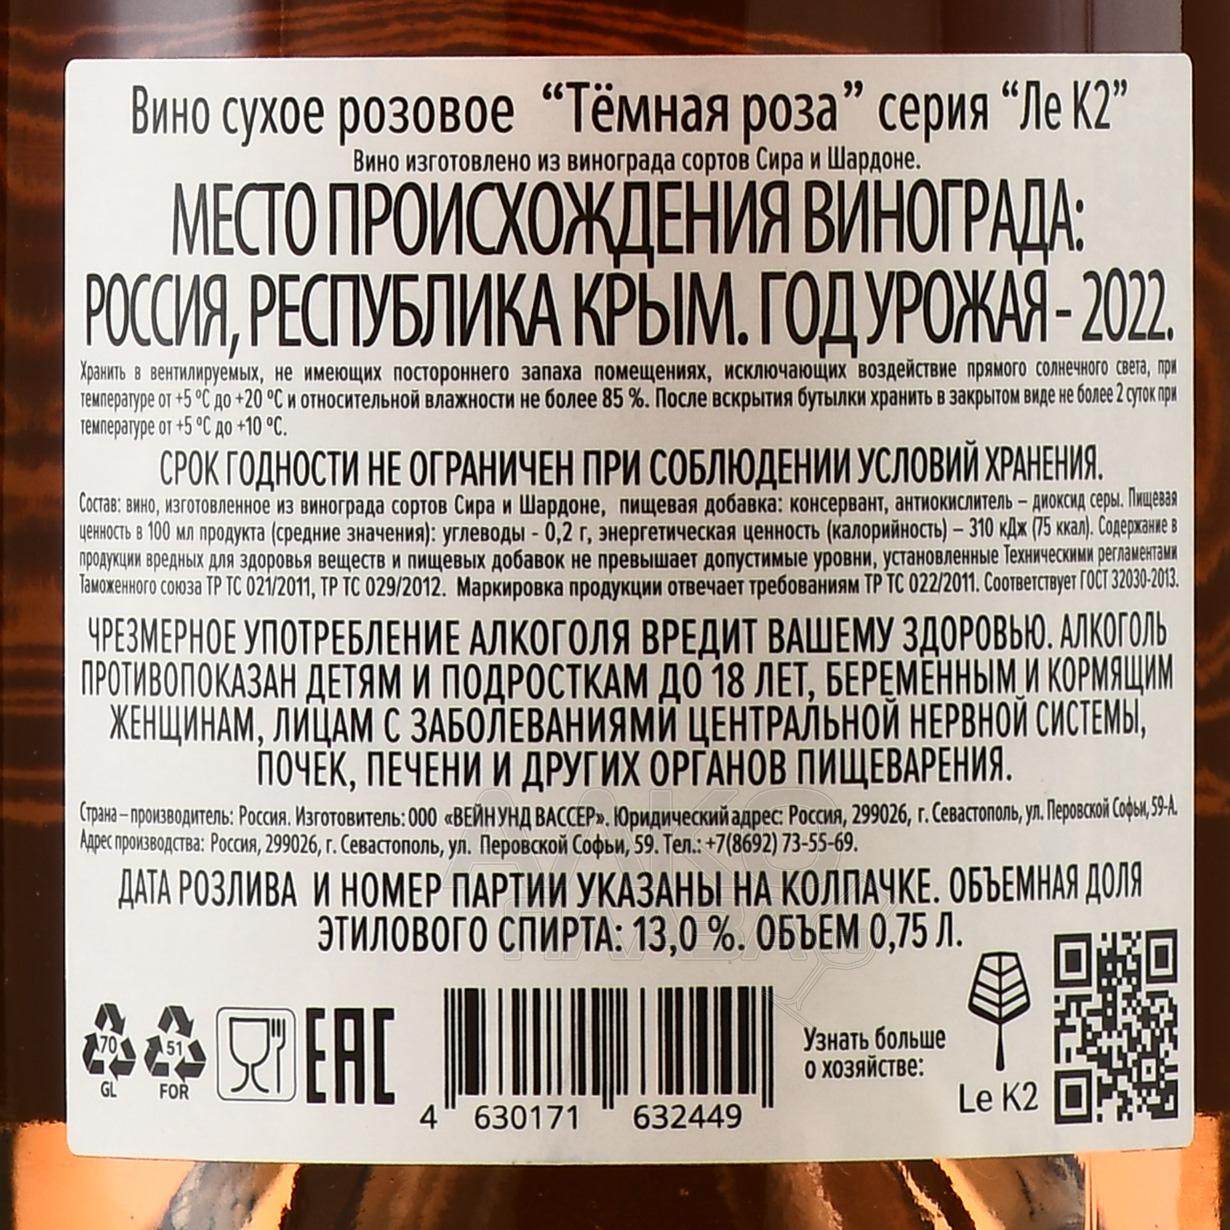 Вино сухое розовое “Тёмная роза” серия “Ле К2”
Вино изготовлено из винограда сортов Сира и Шардоне.
МЕСТО ПРОИСХОЖДЕНИЯ ВИНОГРАДА:
РОССИЯ, РЕСПУБЛИКА КРЫМ. ГОД УРОЖАЯ - 2022.
Хранить в вентилируемых, не имеющих постороннего запаха помещениях, исключающих воздействие прямого солнечного света, при
температуре от +5 °С до +20 °С и относительной влажности не более 85 %. После вскрытия бутылки хранить в закрытом виде не более 2 суток при
температуре от +5 °С до +10 °С.
СРОК ГОДНОСТИ НЕ ОГРАНИЧЕН ПРИ СОБЛЮДЕНИИ УСЛОВИЙ ХРАНЕНИЯ.
Состав: вино, изготовленное из винограда сортов Сира и Шардоне, пищевая добавка: консервант, антиокислитель – диоксид серы. Пищевая
ценность в 100 мл продукта (средние значения): углеводы - 0,2 г, энергетическая ценность (калорийность) – 310 кДж (75 ккал). Содержание в
продукции вредных для здоровья веществ и пищевых добавок не превышает допустимые уровни, установленные Техническими регламентами
Таможенного союза ТР ТС 021/2011, ТР ТС 029/2012. Маркировка продукции отвечает требованиям ТР ТС 022/2011. Соответствует ГОСТ 32030-2013.
ЧРЕЗМЕРНОЕ УПОТРЕБЛЕНИЕ АЛКОГОЛЯ ВРЕДИТ ВАШЕМУ ЗДОРОВЬЮ. АЛКОГОЛЬ
ПРОТИВОПОКАЗАН ДЕТЯМ И ПОДРОСТКАМ ДО 18 ЛЕТ, БЕРЕМЕННЫМ И КОРМЯЩИМ
ЖЕНЩИНАМ, ЛИЦАМ С ЗАБОЛЕВАНИЯМИ ЦЕНТРАЛЬНОЙ НЕРВНОЙ СИСТЕМЫ,
ПОЧЕК, ПЕЧЕНИ И ДРУГИХ ОРГАНОВ ПИЩЕВАРЕНИЯ.
Страна – производитель: Россия. Изготовитель: ООО «ВЕЙН УНД ВАССЕР». Юридический адрес: Россия, 299026, г. Севастополь, ул. Перовской Софьи, 59-А.
Адрес производства: Россия, 299026, г. Севастополь, ул. Перовской Софьи, 59. Тел.: +7(8692) 73-55-69.
ДАТА РОЗЛИВА И НОМЕР ПАРТИИ УКАЗАНЫ НА КОЛПАЧКЕ. ОБЪЕМНАЯ ДОЛЯ
ЭТИЛОВОГО СПИРТА: 13,0 %. ОБЪЕМ 0,75 Л.
70
GL
51
FOR
EAC
4 630171 632449
Узнать больше
о хозяйстве:
Le K2